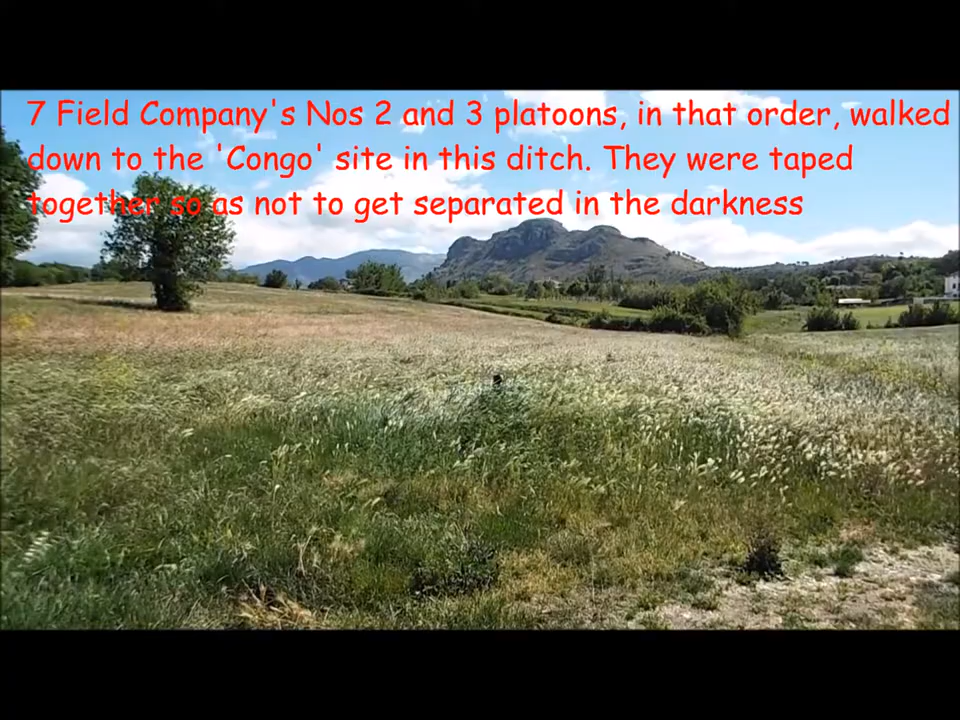 7 Field Company's Nos 2 and 3 platoons, in that order, walked
down to the 'Congo' site in this ditch. They were taped
together so as not to get separated in the darkness